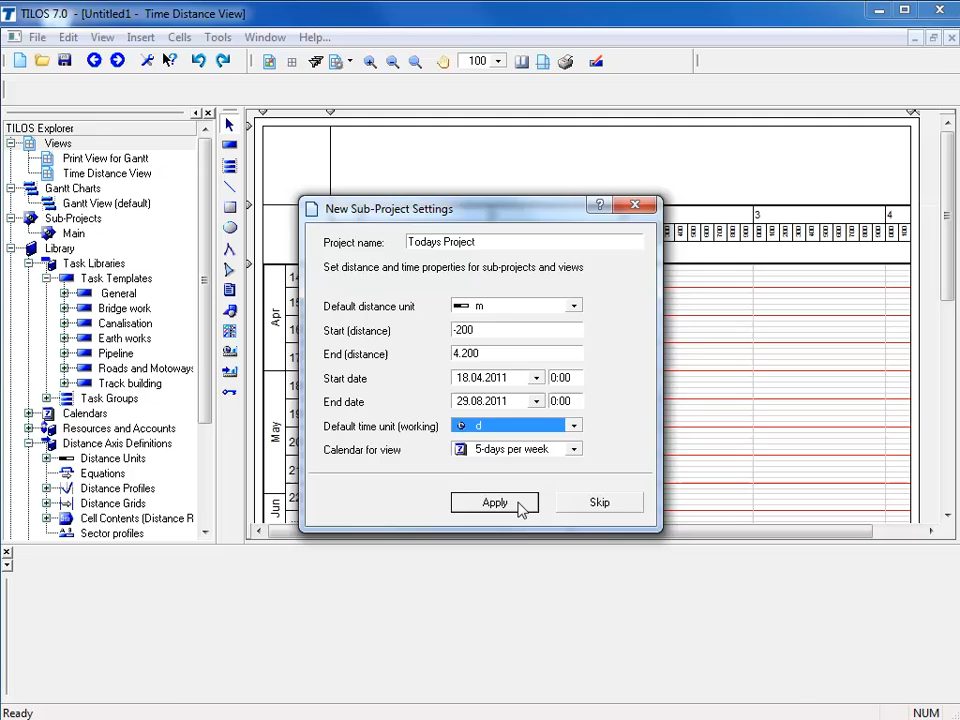 TILOS 7.0 - [Untitled1 - Time Distance View]
File Edit View Insert Cells Tools Window Help...
100
TILOS Explorer
Views
Print View for Gantt
Time Distance View
Gantt Charts
Gantt View (default)
Sub-Projects
Main
Library
Task Libraries
Task Templates
General
Bridge work
Canalisation
Earth works
Pipeline
Roads and Motoways
Track building
Task Groups
Calendars
Resources and Accounts
Distance Axis Definitions
Distance Units
Equations
Distance Profiles
Distance Grids
Cell Contents (Distance R
Sector profiles
3
4
Apr
May
Jun
14
15
16
17
18
19
20
21
22
New Sub-Project Settings
Project name: Todays Project
Set distance and time properties for sub-projects and views
Default distance unit m
Start (distance) -200
End (distance) 4.200
Start date 18.04.2011 0:00
End date 29.08.2011 0:00
Default time unit (working) d
Calendar for view 5-days per week
Apply Skip
Ready
NUM